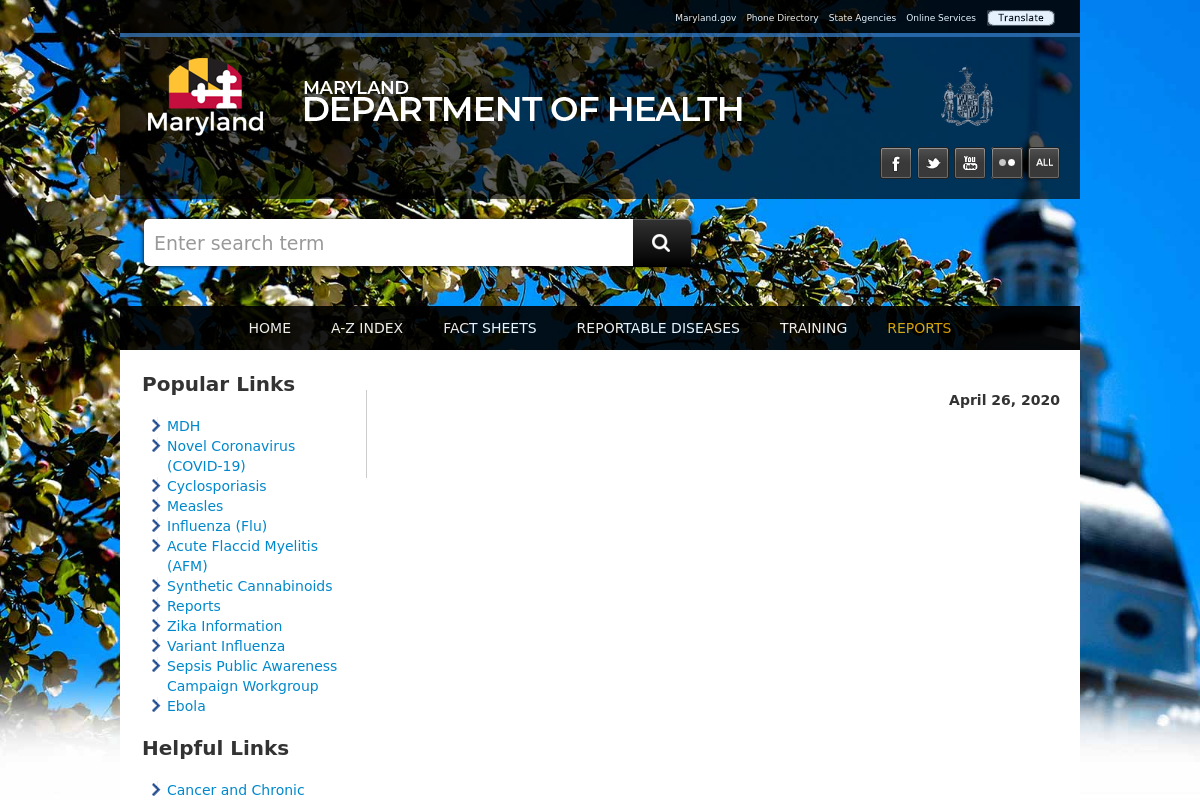 Maryland.gov Phone Directory State Agencies Online Services Translate
Maryland
MARYLAND
DEPARTMENT OF HEALTH
f You Tube ALL
Enter search term
HOME A-Z INDEX FACT SHEETS REPORTABLE DISEASES TRAINING REPORTS
Popular Links
April 26, 2020
MDH
Novel Coronavirus
(COVID-19)
Cyclosporiasis
Measles
Influenza (Flu)
Acute Flaccid Myelitis
(AFM)
Synthetic Cannabinoids
Reports
Zika Information
Variant Influenza
Sepsis Public Awareness
Campaign Workgroup
Ebola
Helpful Links
Cancer and Chronic